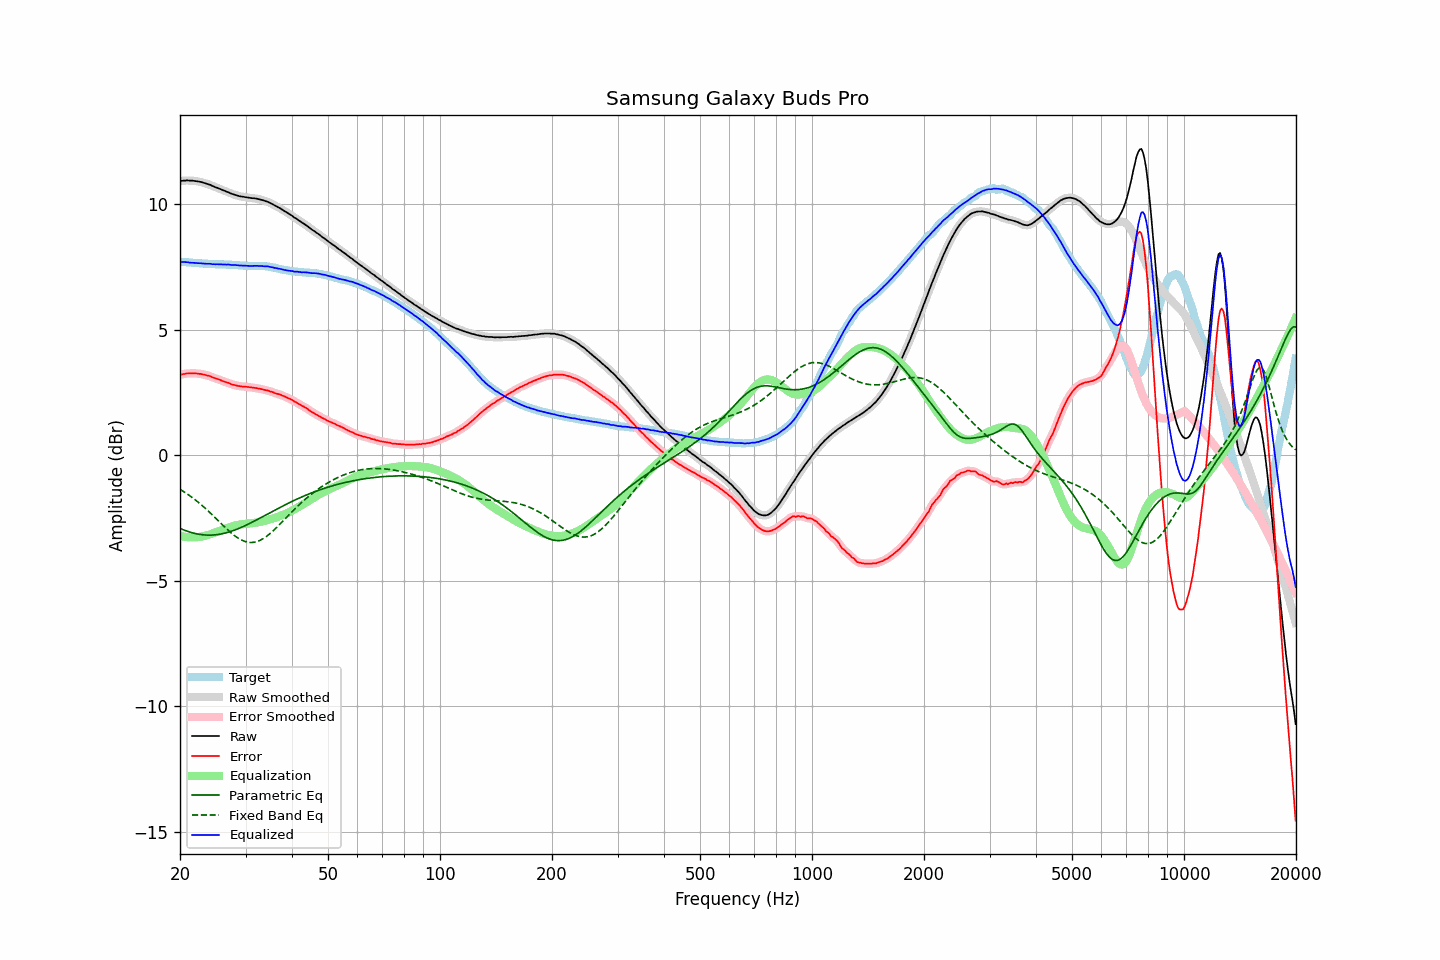 Samsung Galaxy Buds Pro
Amplitude (dBr)
10
5
0
−5
−10
−15
Target
Raw Smoothed
Error Smoothed
Raw
Error
Equalization
Parametric Eq
Fixed Band Eq
Equalized
20 50 100 200 500 1000 2000 5000 10000 20000
Frequency (Hz)